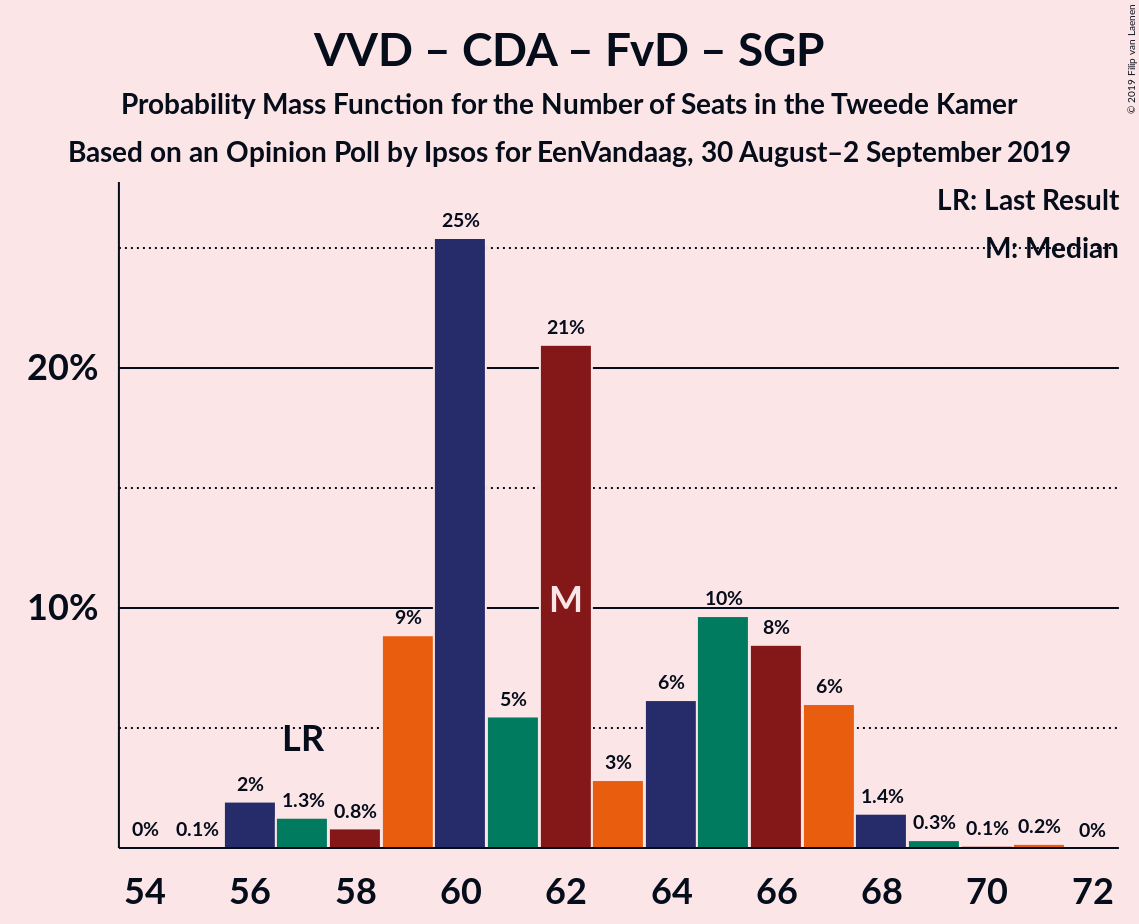 VVD – CDA – FvD – SGP
Probability Mass Function for the Number of Seats in the Tweede Kamer
Based on an Opinion Poll by Ipsos for EenVandaag, 30 August–2 September 2019
© 2019 Filip van Laenen
LR: Last Result
M: Median
25%
21%
20%
10%
10%
9%
8%
6%
6%
5%
3%
2%
1.3%
0.8%
1.4%
0.3%
0.1%
0.2%
0%
0%
0.1%
LR
M
54 56 58 60 62 64 66 68 70 72